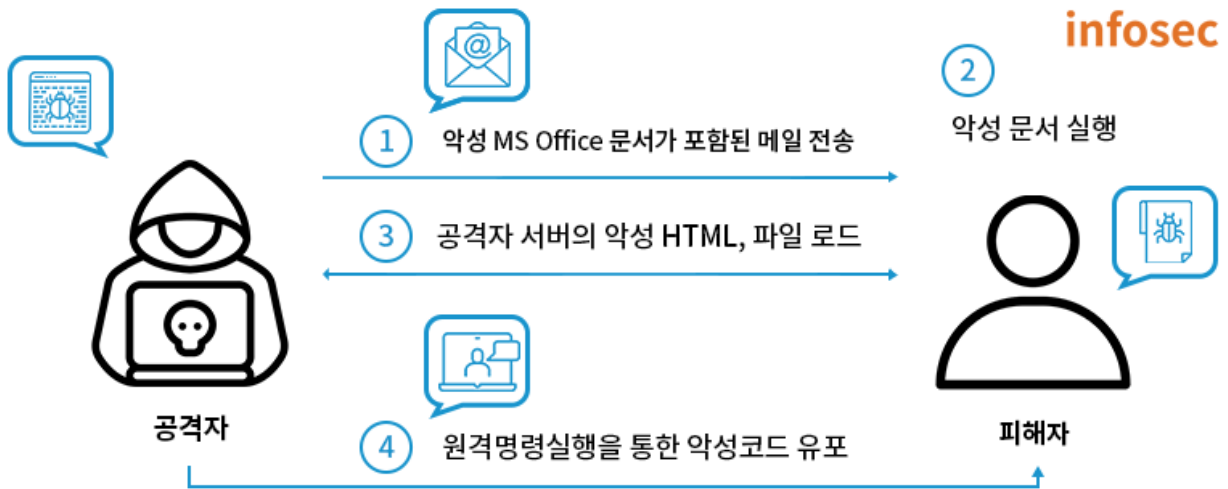 infosec
1
악성 MS Office 문서가 포함된 메일 전송
2
악성 문서 실행
3
공격자 서버의 악성 HTML, 파일 로드
4
원격명령실행을 통한 악성코드 유포
공격자
피해자
@